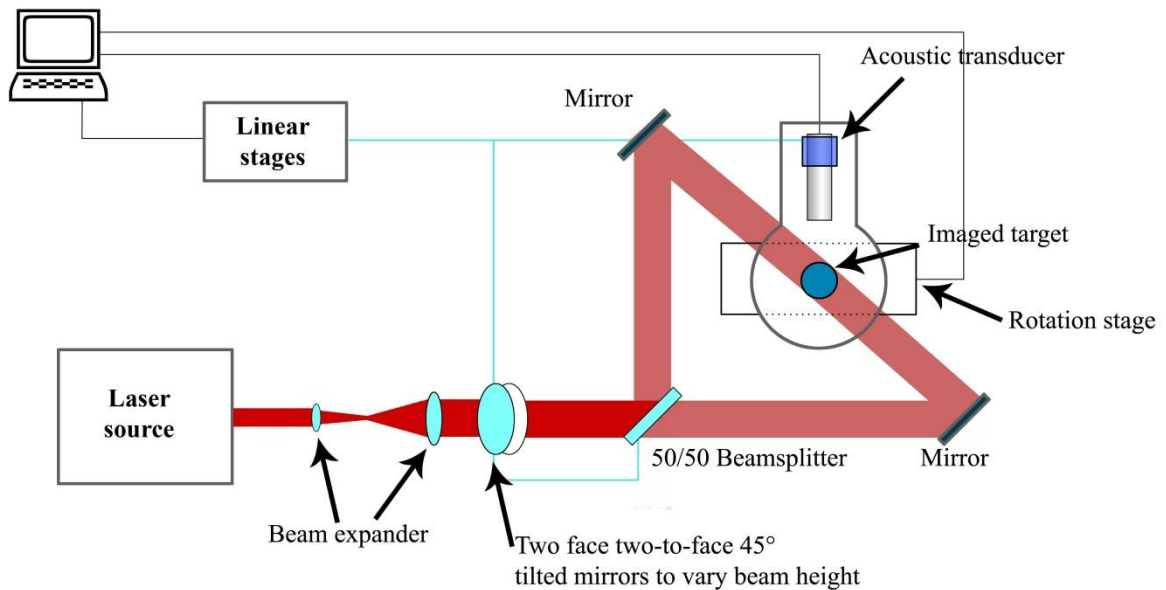 Acoustic transducer
Mirror
Linear
stages
Imaged target
Rotation stage
Laser
source
50/50 Beamsplitter
Mirror
Beam expander
Two face two-to-face 45°
tilted mirrors to vary beam height